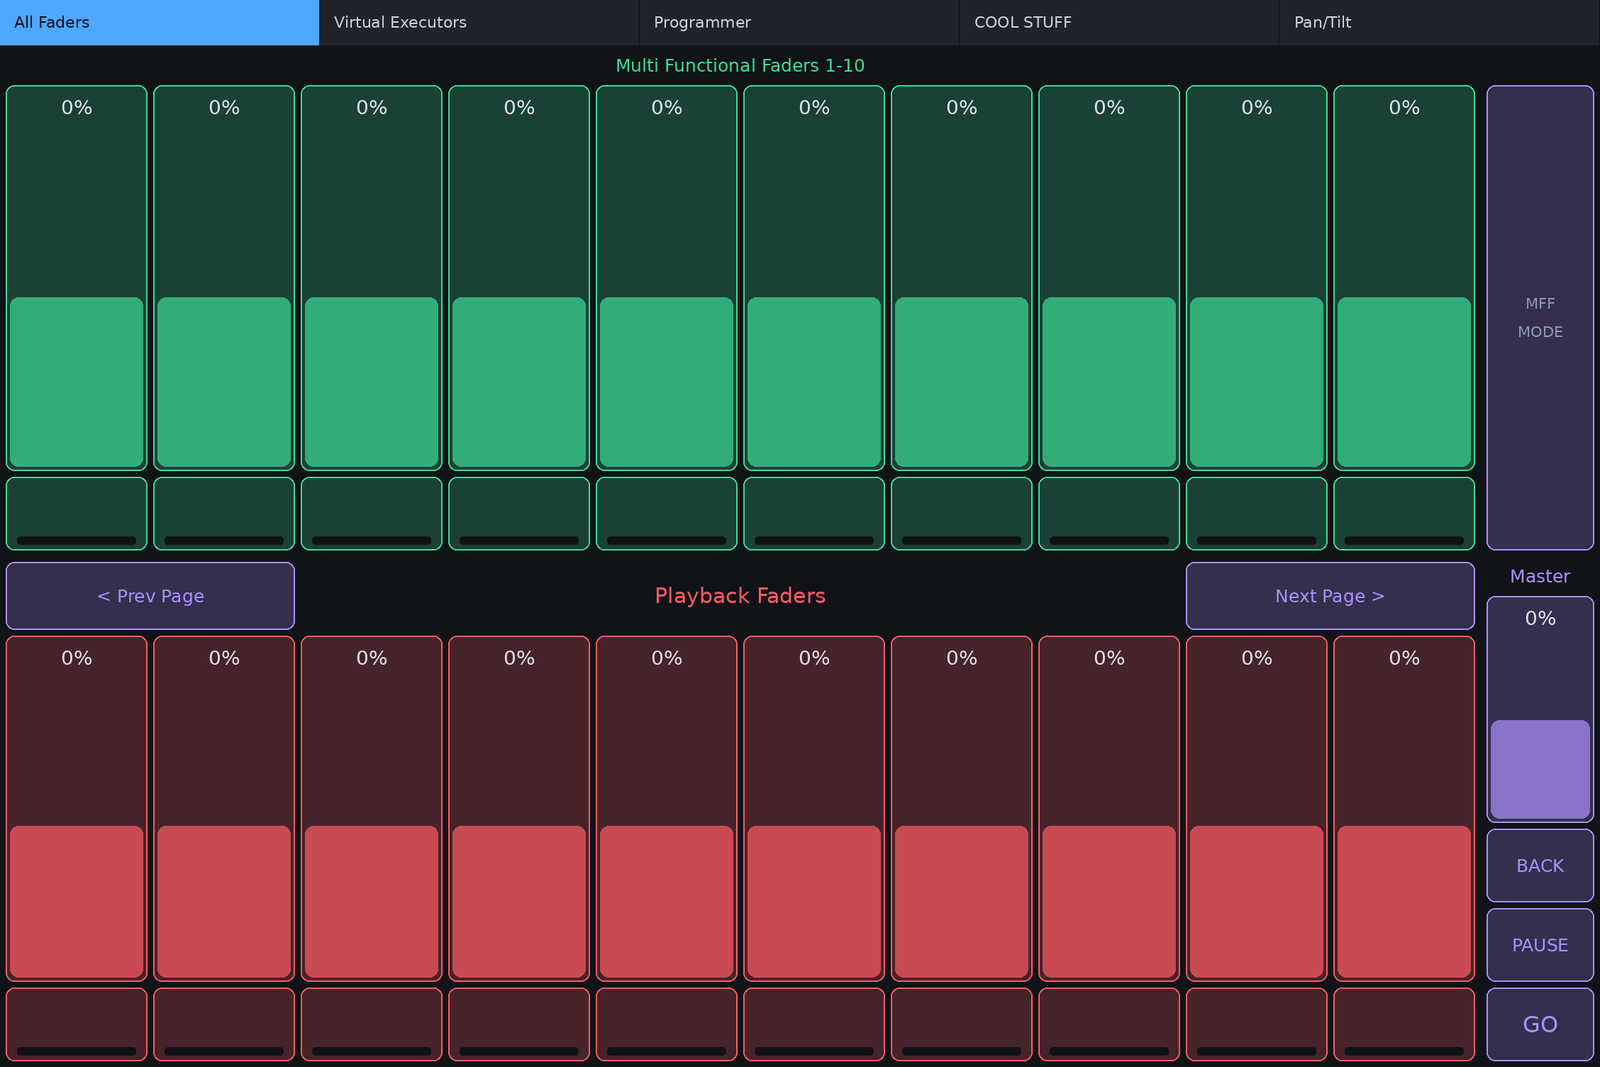 All Faders
Virtual Executors
Programmer
COOL STUFF
Pan/Tilt
Multi Functional Faders 1-10
0% 0% 0% 0% 0% 0% 0% 0% 0% 0%
MFF
MODE
< Prev Page
Playback Faders
Next Page >
Master
0%
0% 0% 0% 0% 0% 0% 0% 0% 0% 0%
BACK
PAUSE
GO